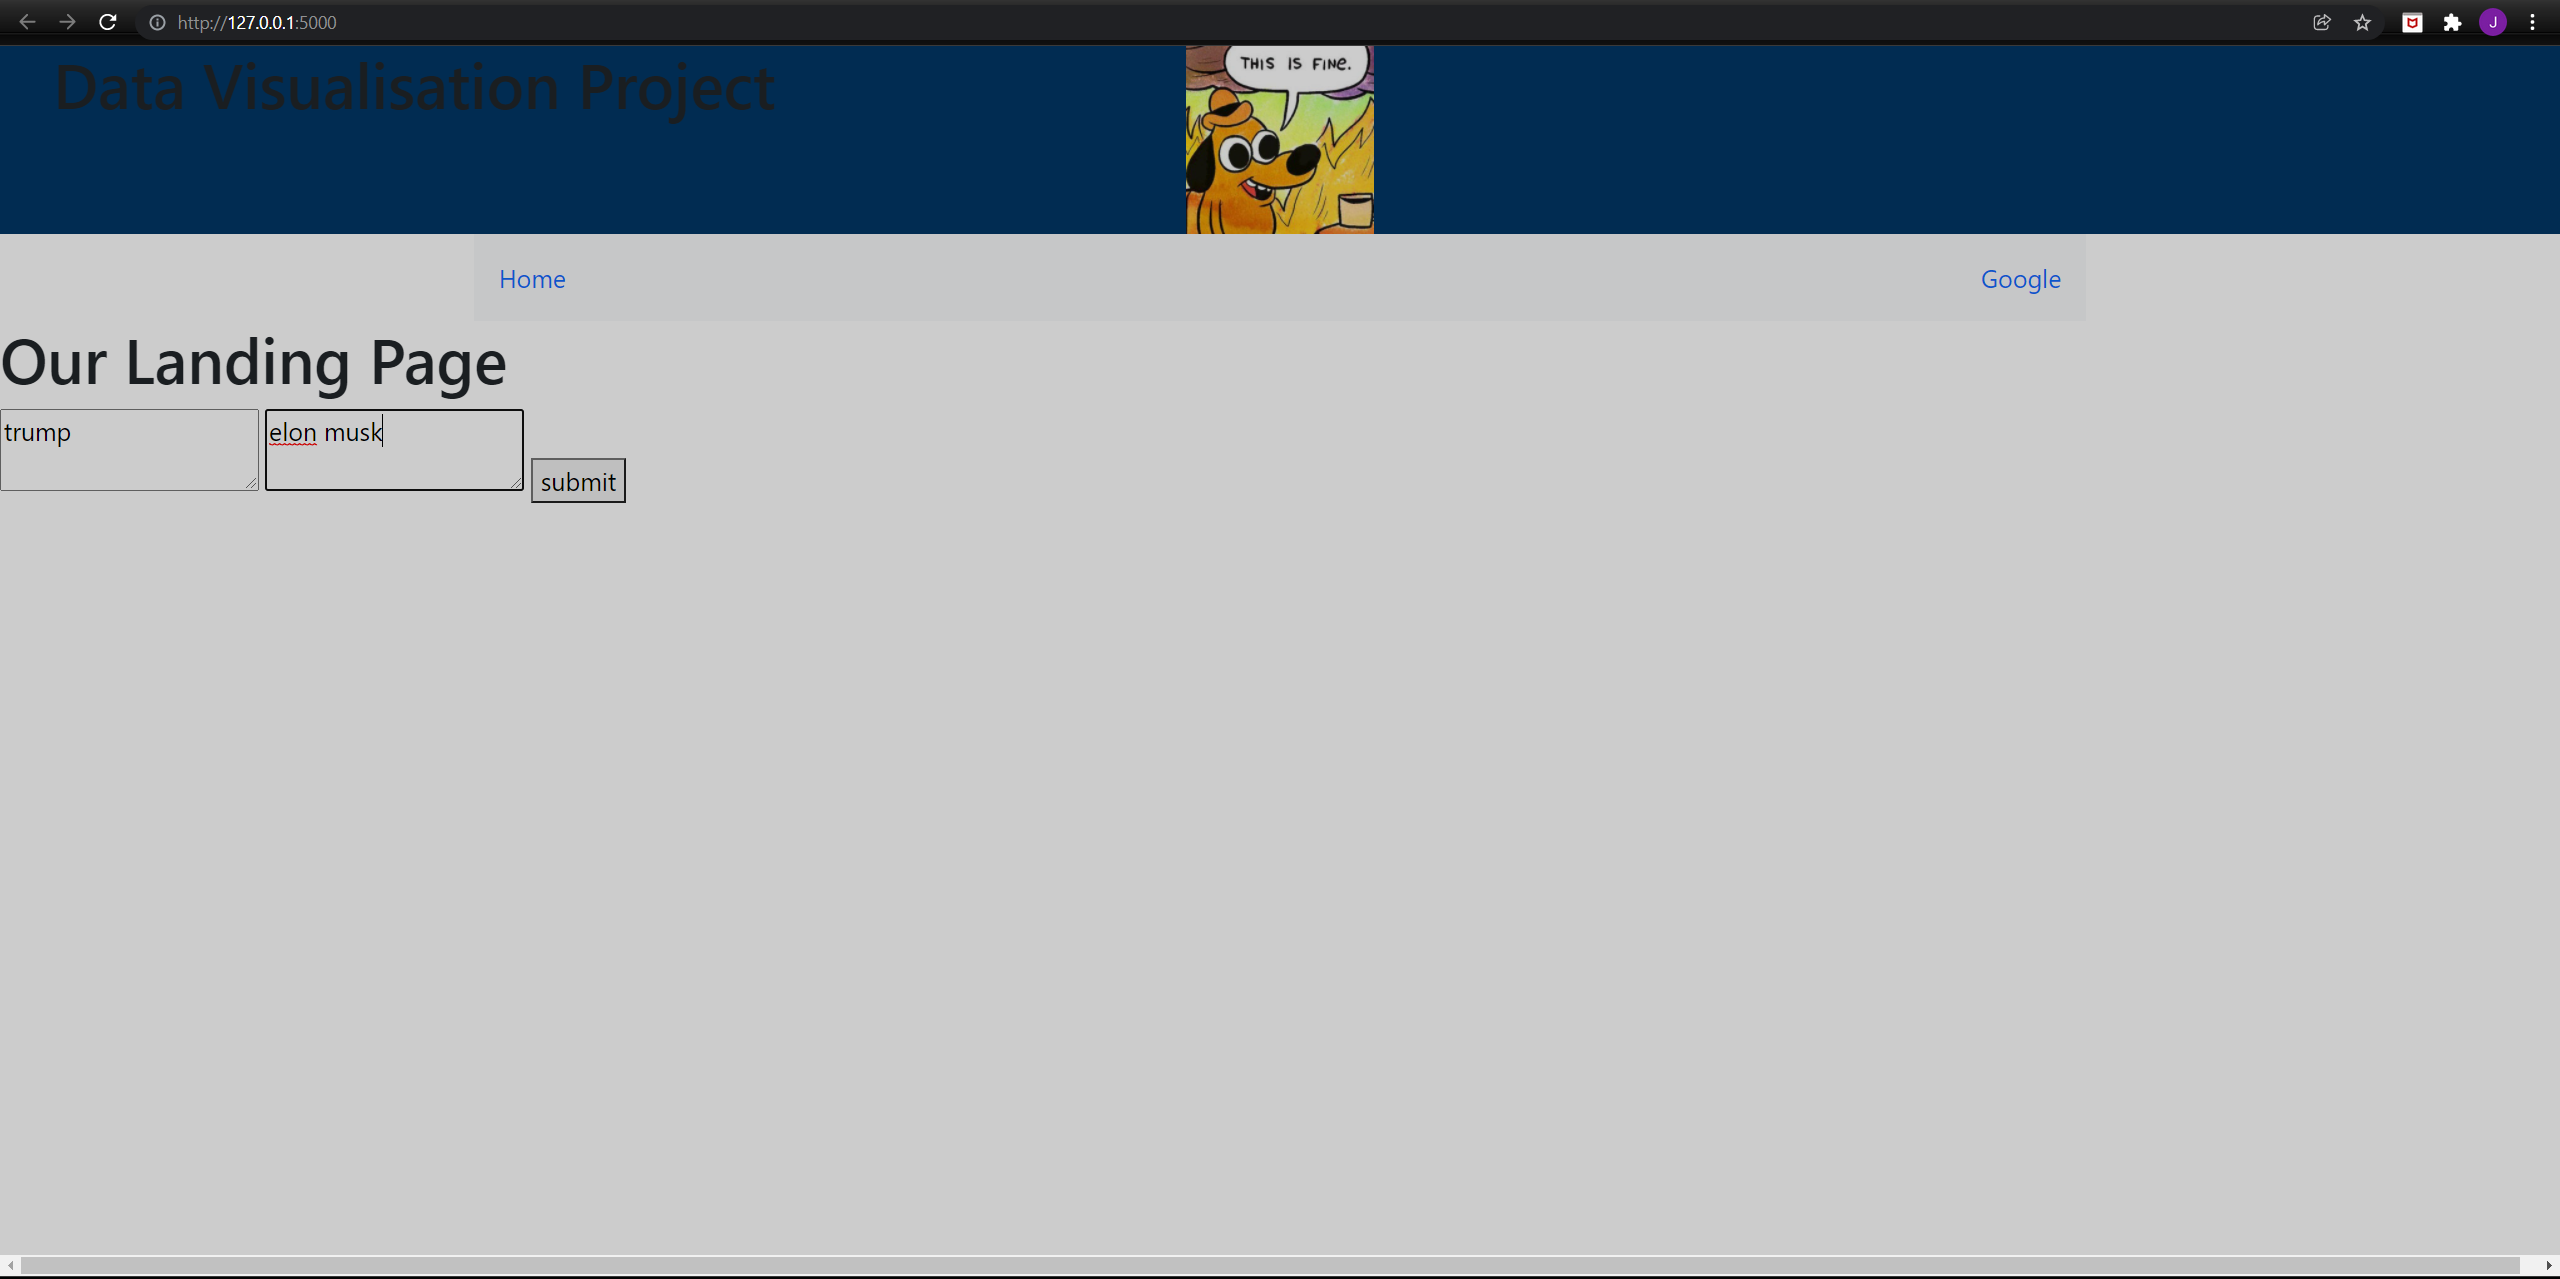 http://127.0.0.1:5000
J
Data Visualisation Project
THIS IS FINE.
Home Google
Our Landing Page
trump elon musk
submit